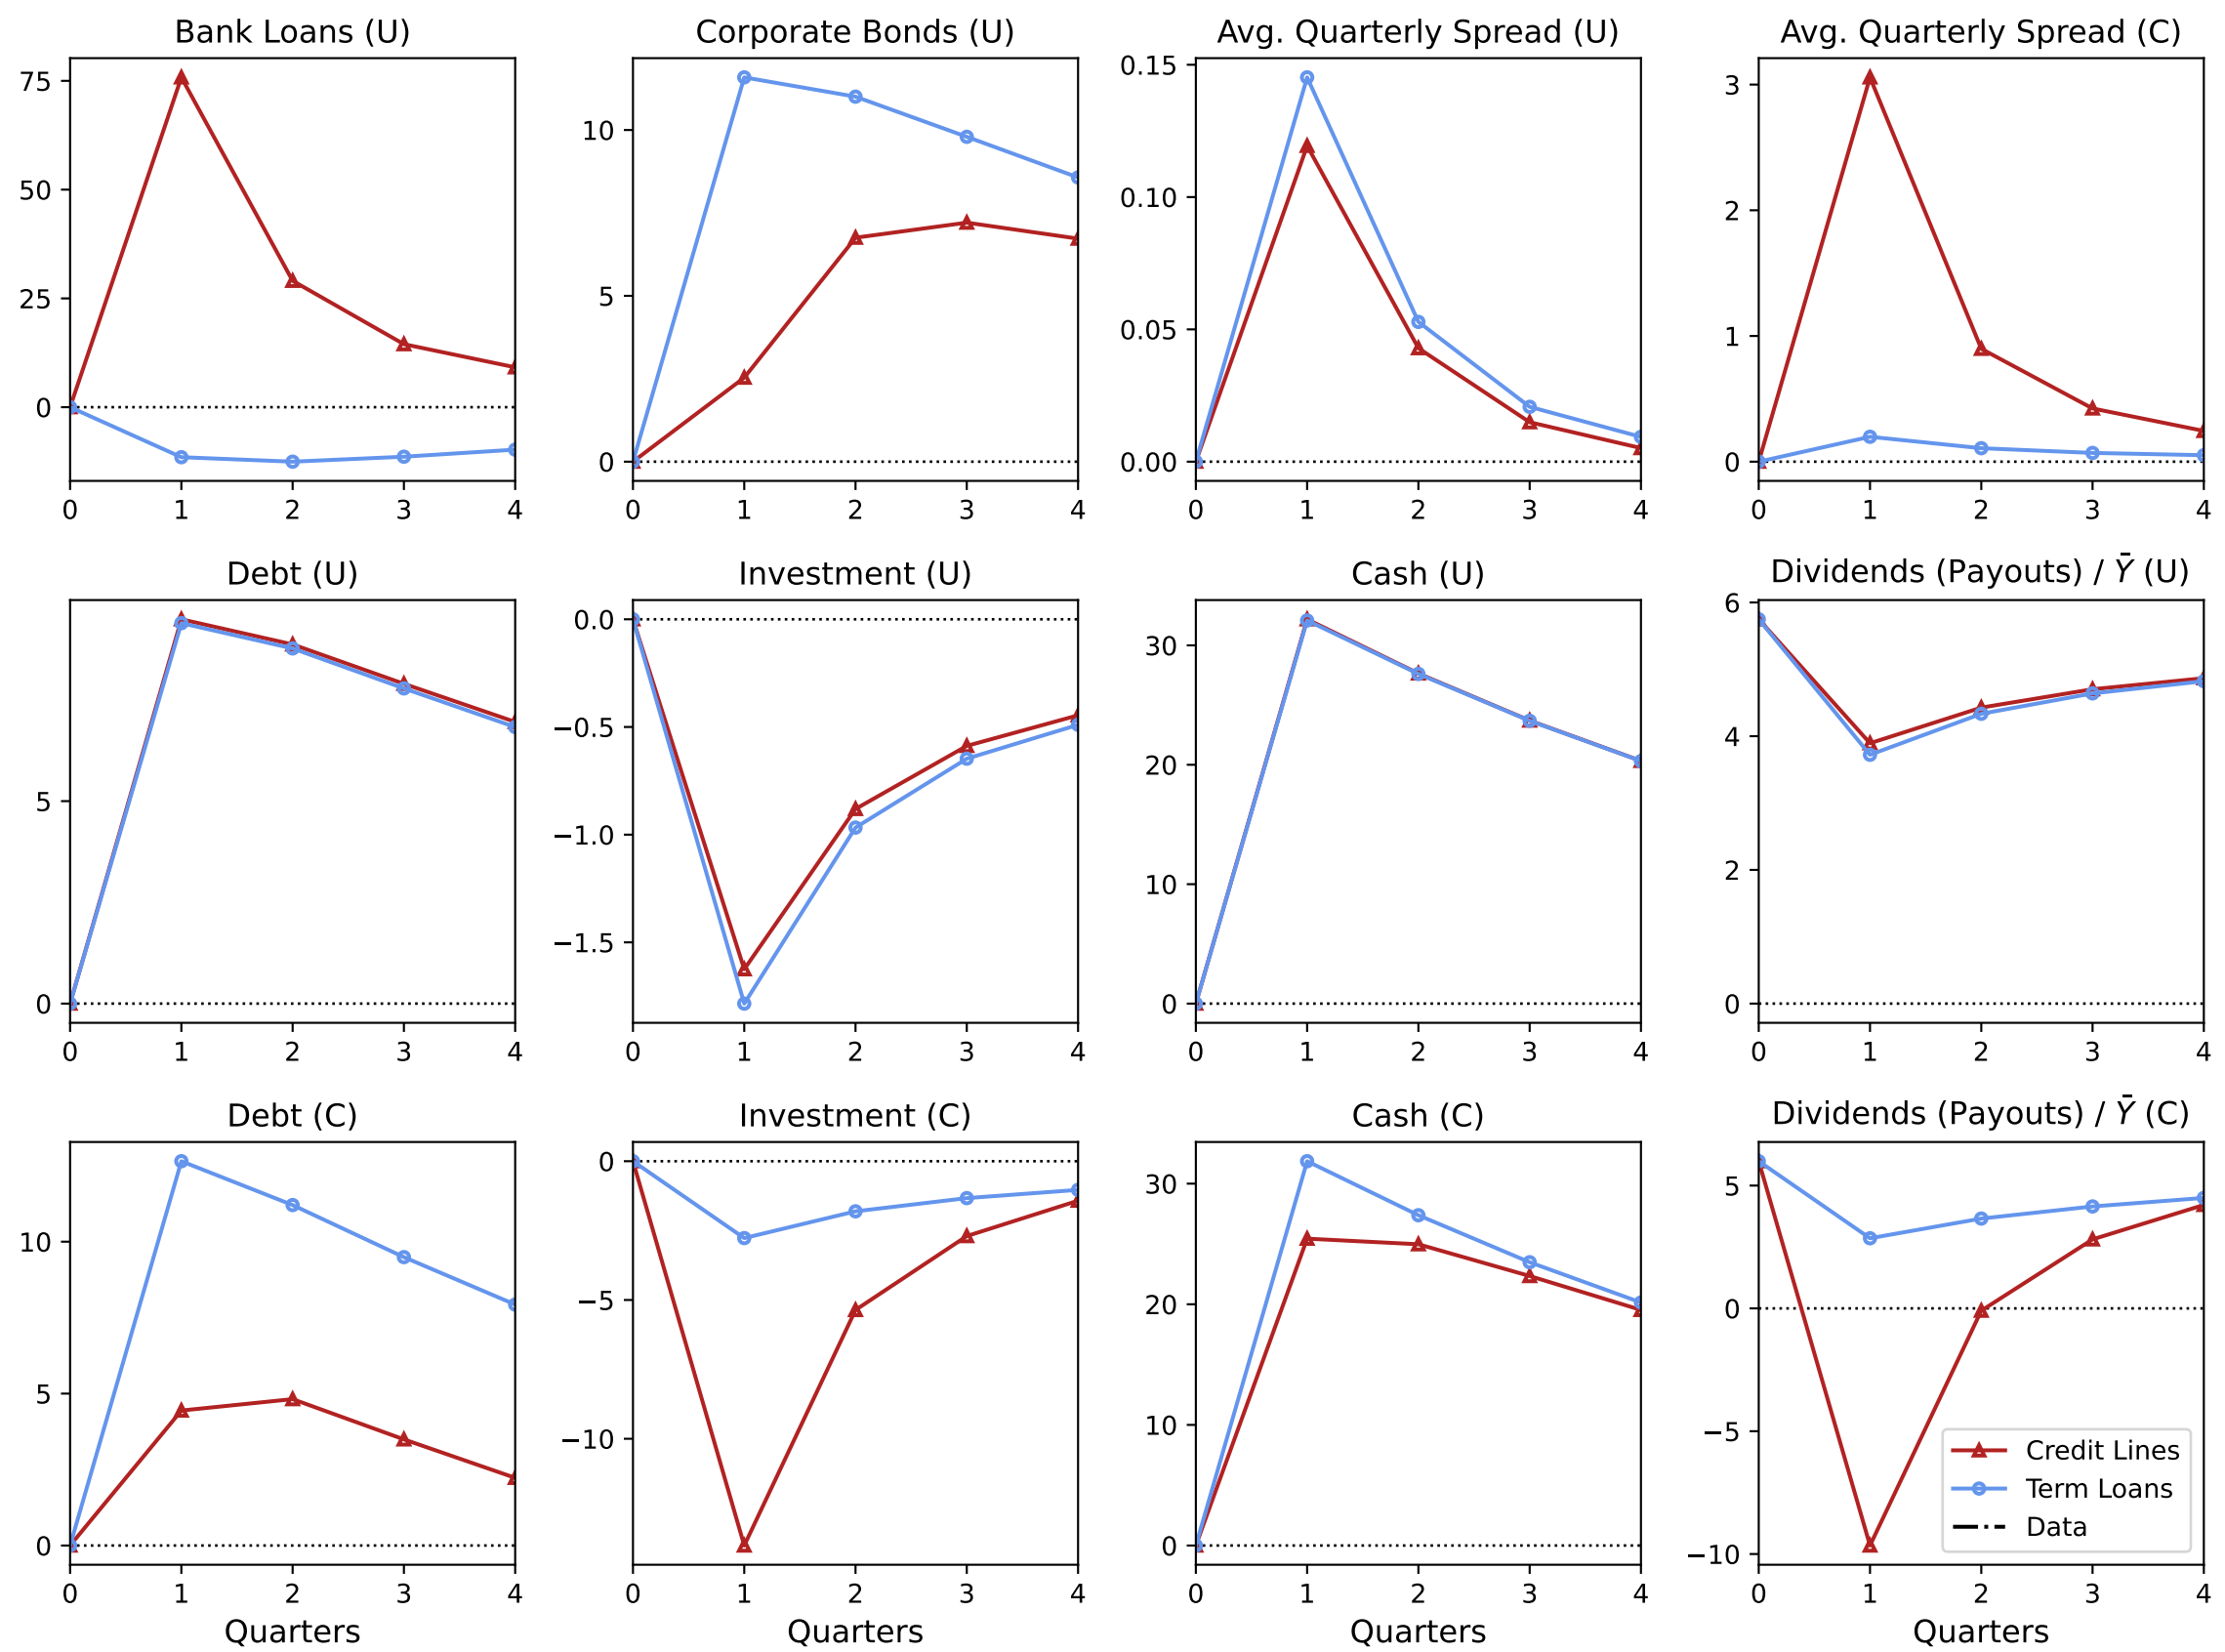 Bank Loans (U)
75
50
25
0
0 1 2 3 4
Corporate Bonds (U)
10
5
0
0 1 2 3 4
Avg. Quarterly Spread (U)
0.15
0.10
0.05
0.00
0 1 2 3 4
Avg. Quarterly Spread (C)
3
2
1
0
0 1 2 3 4
Debt (U)
5
0
0 1 2 3 4
Investment (U)
0.0
−0.5
−1.0
−1.5
0 1 2 3 4
Cash (U)
30
20
10
0
0 1 2 3 4
Dividends (Payouts) / Ȳ (U)
6
4
2
0
0 1 2 3 4
Debt (C)
10
5
0
0 1 2 3 4
Quarters
Investment (C)
0
−5
−10
0 1 2 3 4
Quarters
Cash (C)
30
20
10
0
0 1 2 3 4
Quarters
Dividends (Payouts) / Ȳ (C)
5
0
−5
−10
Credit Lines
Term Loans
Data
0 1 2 3 4
Quarters